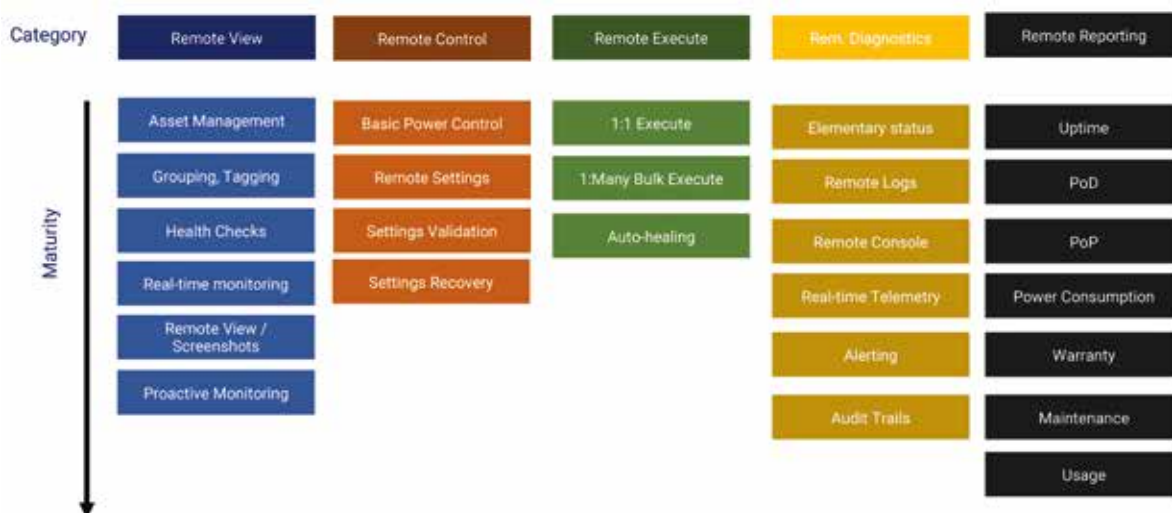 Category
Remote View
Remote Control
Remote Execute
Rem. Diagnostics
Remote Reporting
Maturity
Asset Management
Basic Power Control
1:1 Execute
Elementary status
Uptime
Grouping, Tagging
Remote Settings
1:Many Bulk Execute
Remote Logs
PoD
Health Checks
Settings Validation
Auto-healing
Remote Console
PoP
Real-time monitoring
Settings Recovery
Real-time Telemetry
Power Consumption
Remote View /
Screenshots
Alerting
Warranty
Proactive Monitoring
Audit Trails
Maintenance
Usage